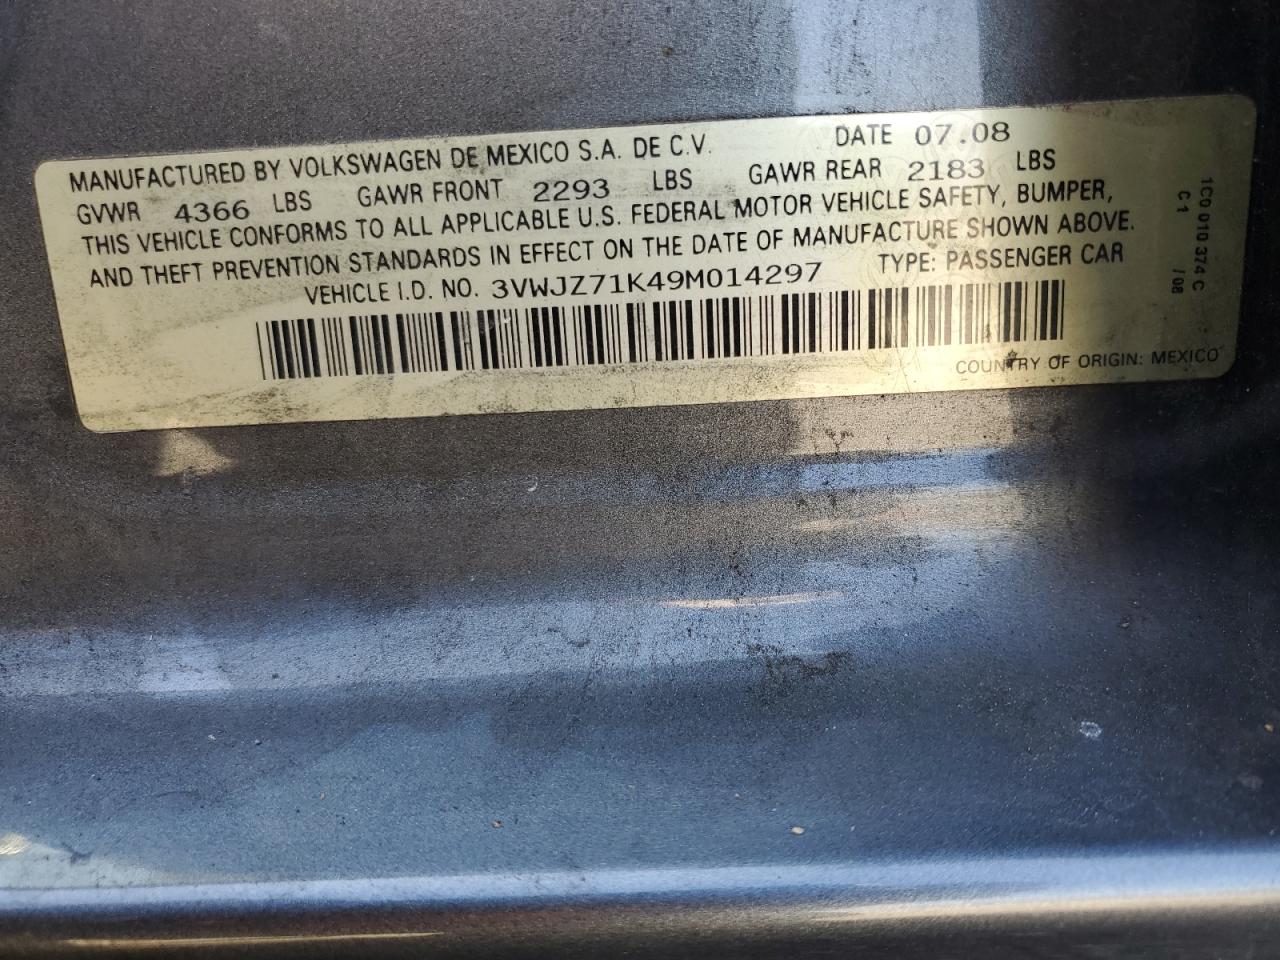 MANUFACTURED BY VOLKSWAGEN DE MEXICO S.A. DE C.V. DATE 07.08
GVWR 4366 LBS GAWR FRONT 2293 LBS GAWR REAR 2183 LBS
THIS VEHICLE CONFORMS TO ALL APPLICABLE U.S. FEDERAL MOTOR VEHICLE SAFETY, BUMPER,
AND THEFT PREVENTION STANDARDS IN EFFECT ON THE DATE OF MANUFACTURE SHOWN ABOVE.
VEHICLE I.D. NO. 3VWJZ71K49M014297 TYPE: PASSENGER CAR
COUNTRY OF ORIGIN: MEXICO
1C0 010 374 C
C 1 / 08